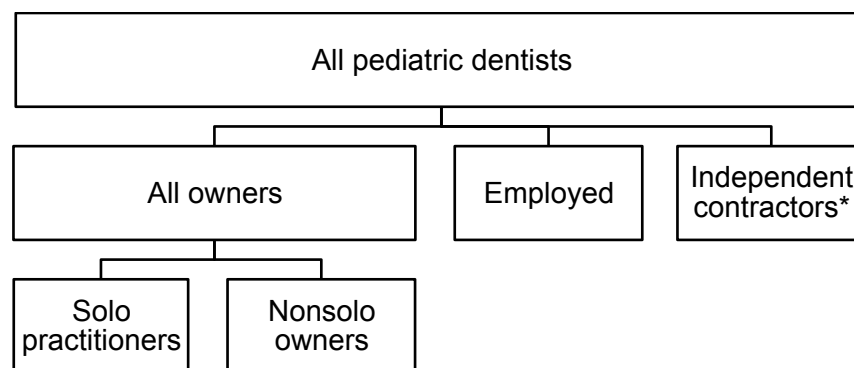 All pediatric dentists
All owners
Employed
Independent
contractors*
Solo
practitioners
Nonsolo
owners